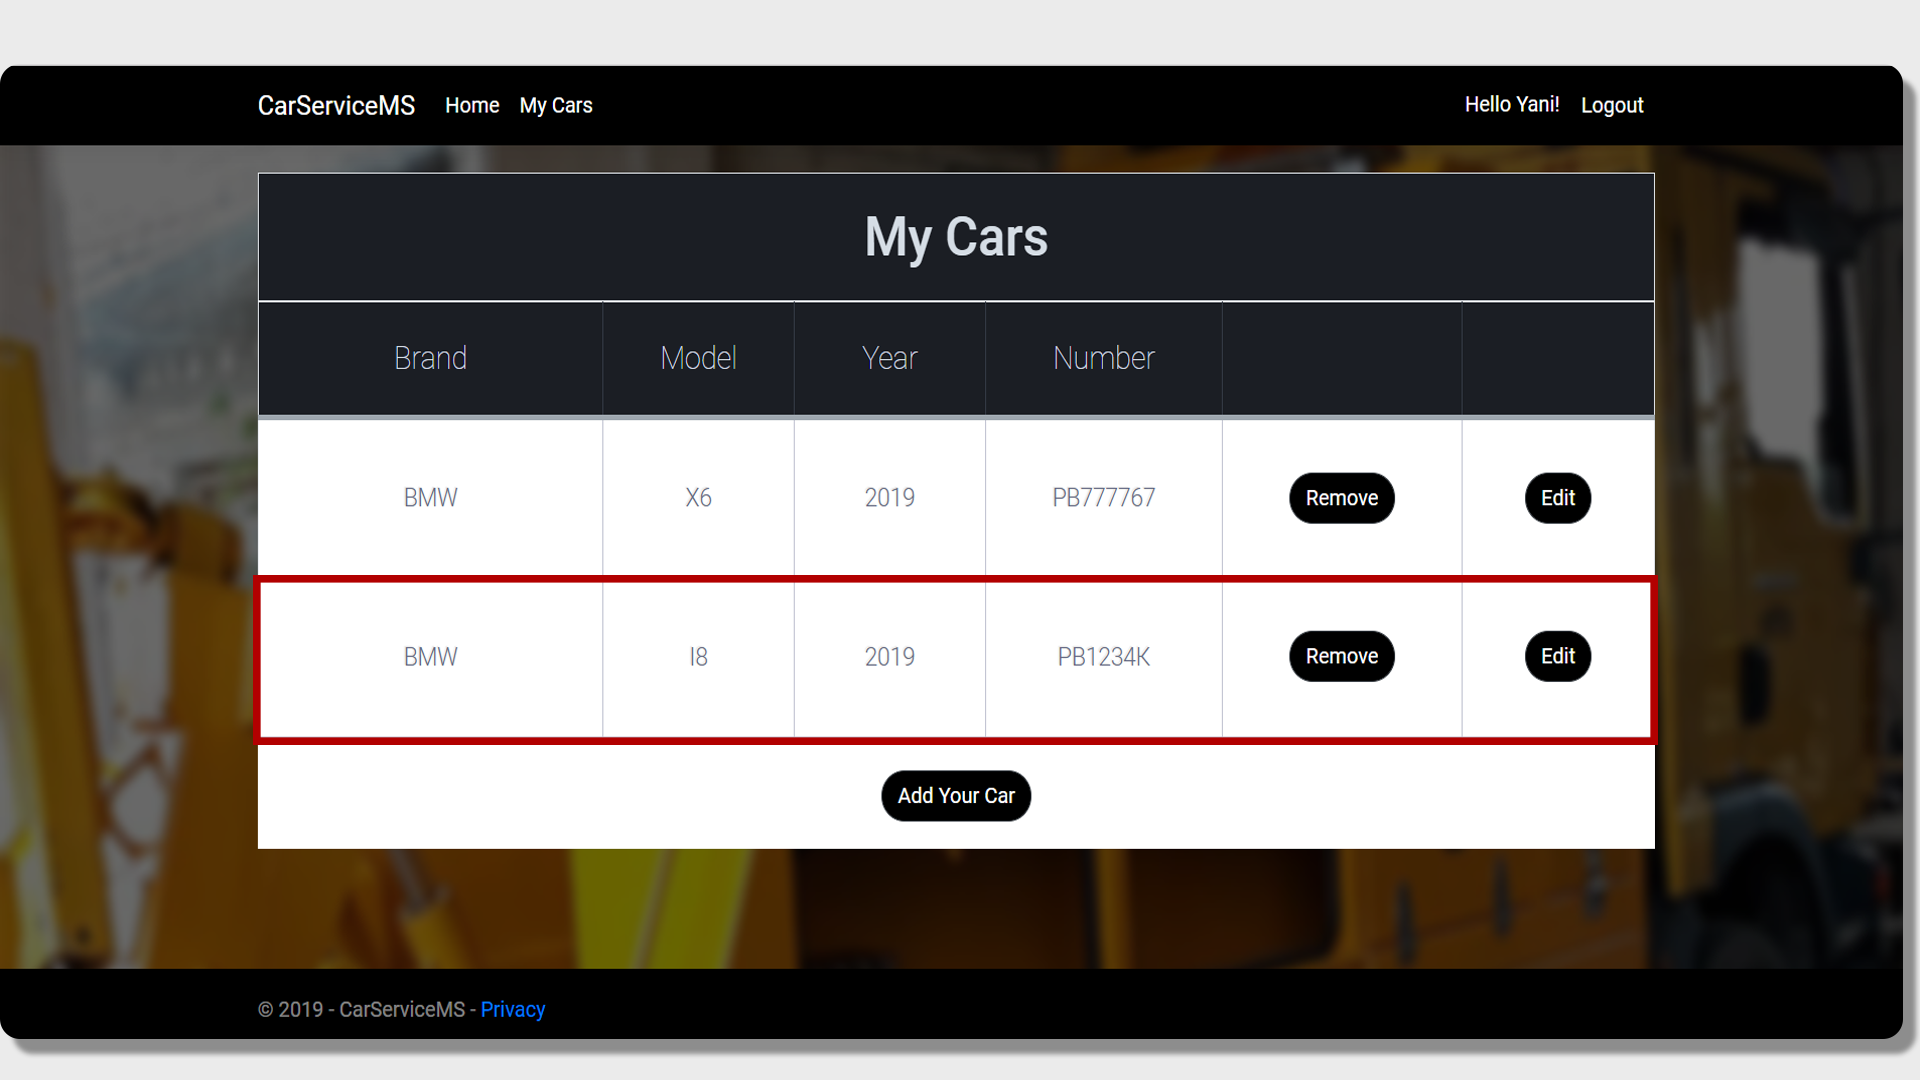 CarServiceMS Home My Cars Hello Yani! Logout
My Cars
Brand Model Year Number
BMW X6 2019 PB777767 Remove Edit
BMW I8 2019 PB1234K Remove Edit
Add Your Car
© 2019 - CarServiceMS - Privacy